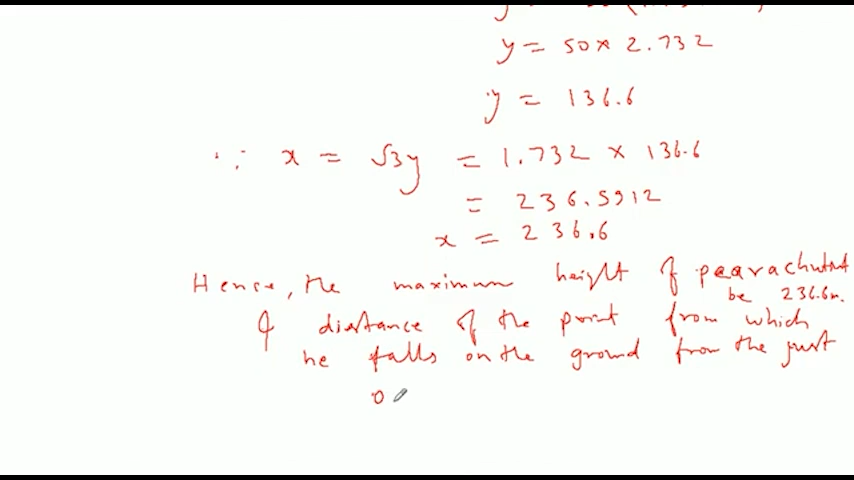 y = 50 × 2.732
y = 136.6
∵ x = √3y = 1.732 × 136.6
= 236.5912
x = 236.6
Hence, the maximum height of paarachutist
be 236.6m.
& distance of the point from which
he falls on the ground from the just
o